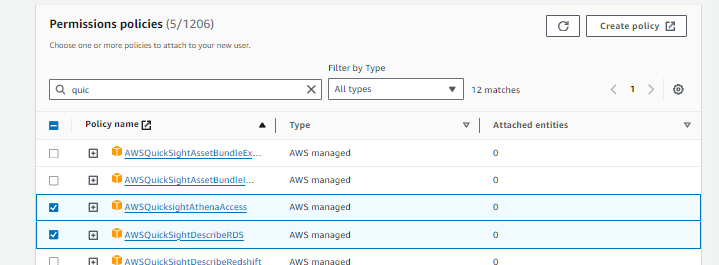 Permissions policies (5/1206)
Choose one or more policies to attach to your new user.
Create policy
Filter by Type
quic
All types
12 matches
1
Policy name
Type
Attached entities
AWSQuickSightAssetBundleEx... AWS managed 0
AWSQuickSightAssetBundleI... AWS managed 0
AWSQuicksightAthenaAccess AWS managed 0
AWSQuickSightDescribeRDS AWS managed 0
AWSQuickSightDescribeRedshift AWS managed 0